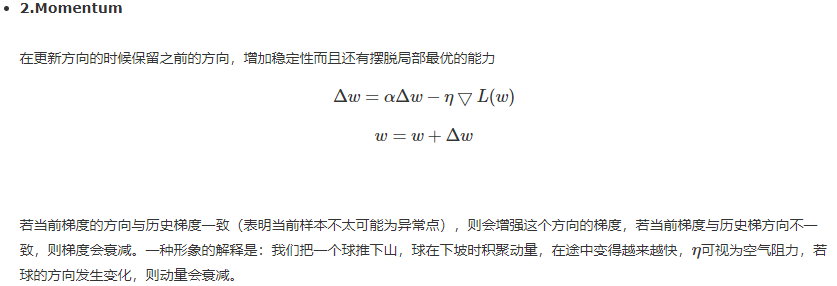 2.Momentum
在更新方向的时候保留之前的方向，增加稳定性而且还有摆脱局部最优的能力
Δw = αΔw − η ▽ L(w)
w = w + Δw
若当前梯度的方向与历史梯度一致（表明当前样本不太可能为异常点），则会增强这个方向的梯度，若当前梯度与历史梯方向不一
致，则梯度会衰减。一种形象的解释是：我们把一个球推下山，球在下坡时积聚动量，在途中变得越来越快，η可视为空气阻力，若
球的方向发生变化，则动量会衰减。